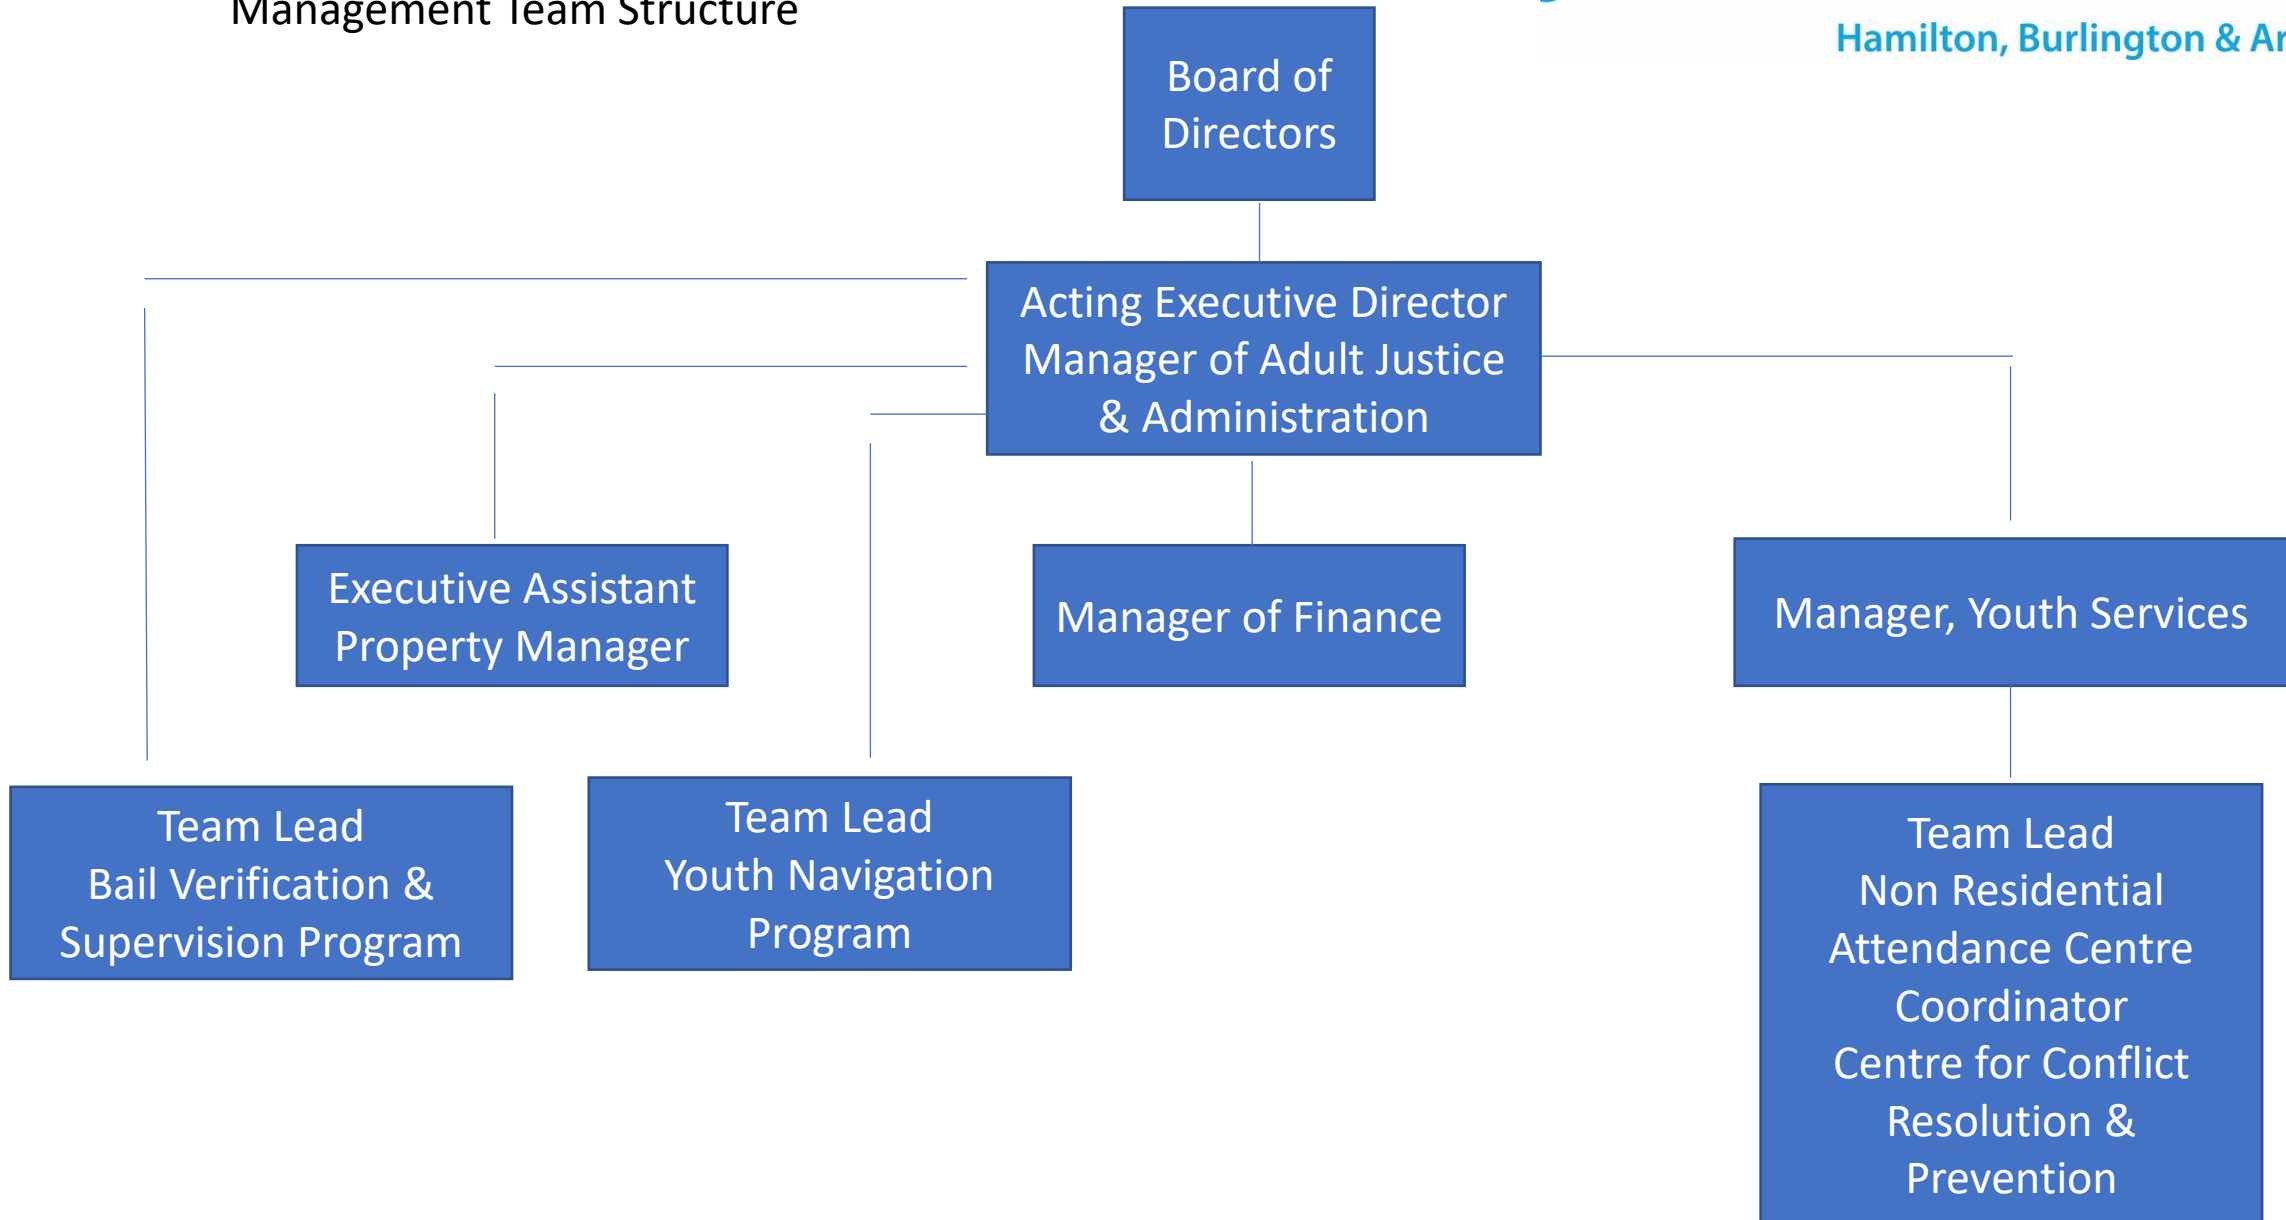 Management Team Structure
Hamilton, Burlington &
Board of
Directors
Acting Executive Director
Manager of Adult Justice
& Administration
Executive Assistant
Property Manager
Manager of Finance
Manager, Youth Services
Team Lead
Bail Verification &
Supervision Program
Team Lead
Youth Navigation
Program
Team Lead
Non Residential
Attendance Centre
Coordinator
Centre for Conflict
Resolution &
Prevention